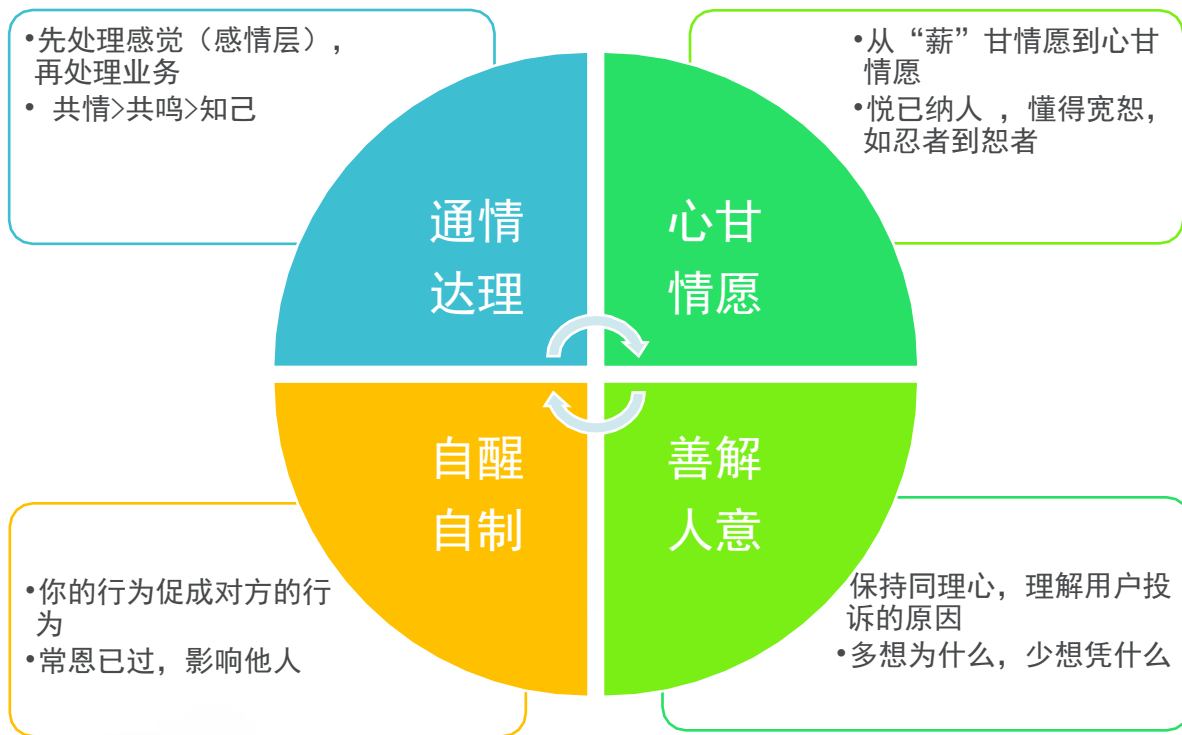 •先处理感觉（感情层），
再处理业务
• 共情>共鸣>知己
•从“薪”甘情愿到心甘
情愿
•悦已纳人 ，懂得宽恕，
如忍者到恕者
通情
达理
心甘
情愿
自醒
自制
善解
人意
•你的行为促成对方的行
为
•常恩已过，影响他人
保持同理心，理解用户投
诉的原因
•多想为什么，少想凭什么